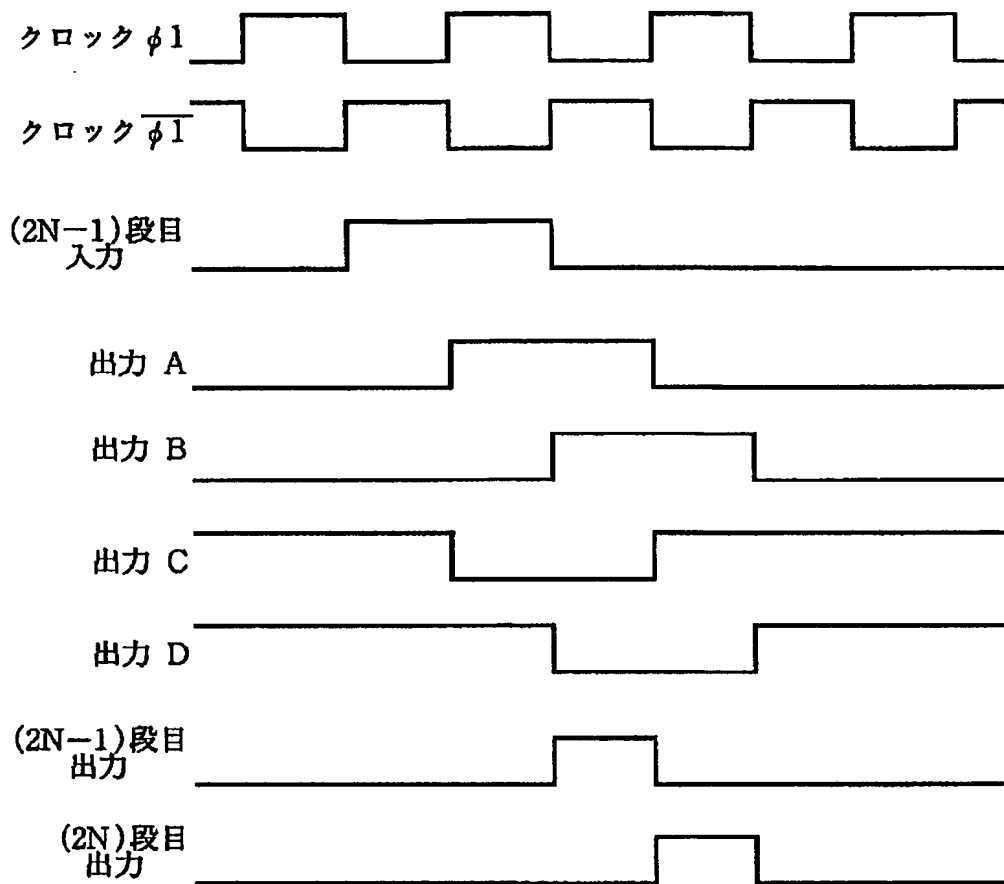 クロック φ1
クロック φ1̅
(2N−1)段目
入力
出力 A
出力 B
出力 C
出力 D
(2N−1)段目
出力
(2N)段目
出力